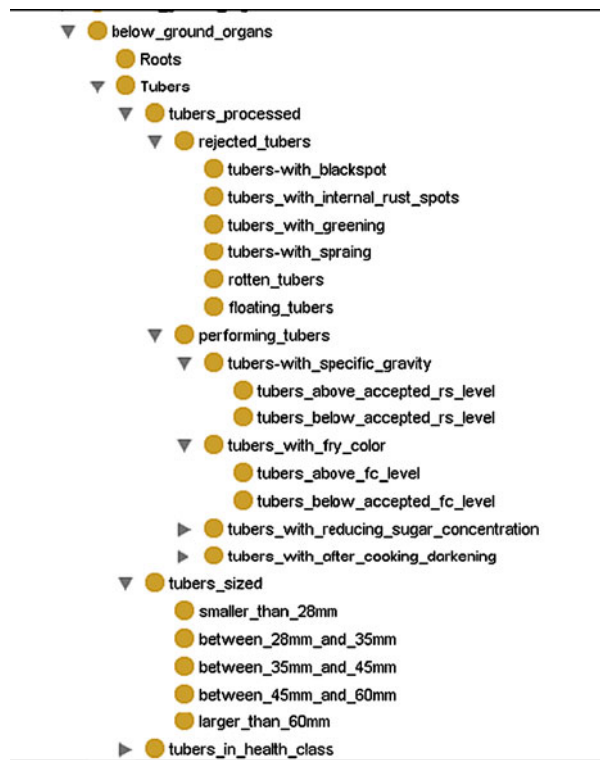 below_ground_organs
Roots
Tubers
tubers_processed
rejected_tubers
tubers-with_blackspot
tubers_with_internal_rust_spots
tubers_with_greening
tubers-with_spraing
rotten_tubers
floating_tubers
performing_tubers
tubers-with_specific_gravity
tubers_above_accepted_rs_level
tubers_below_accepted_rs_level
tubers_with_fry_color
tubers_above_fc_level
tubers_below_accepted_fc_level
tubers_with_reducing_sugar_concentration
tubers_with_after_cooking_darkening
tubers_sized
smaller_than_28mm
between_28mm_and_35mm
between_35mm_and_45mm
between_45mm_and_60mm
larger_than_60mm
tubers_in_health_class